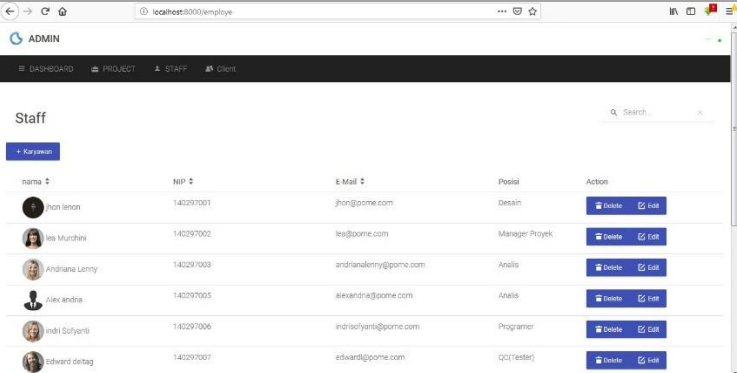 localhost:8000/employe
ADMIN
DASHBOARD PROJECT STAFF Client
Staff
Search...
+ Karyawan
nama NIP E-Mail Posisi Action
jhon lenon 140297001 jhon@pome.com Desain Delete Edit
lea Murchini 140297002 lea@pome.com Manager Proyek Delete Edit
Andriana Lenny 140297003 andrianalenny@pome.com Analis Delete Edit
Alex andria 140297005 alexandria@pome.com Analis Delete Edit
indri Sofyanti 140297006 indrisofyanti@pome.com Programer Delete Edit
Edward deltag 140297007 edward@pome.com QC(Tester) Delete Edit